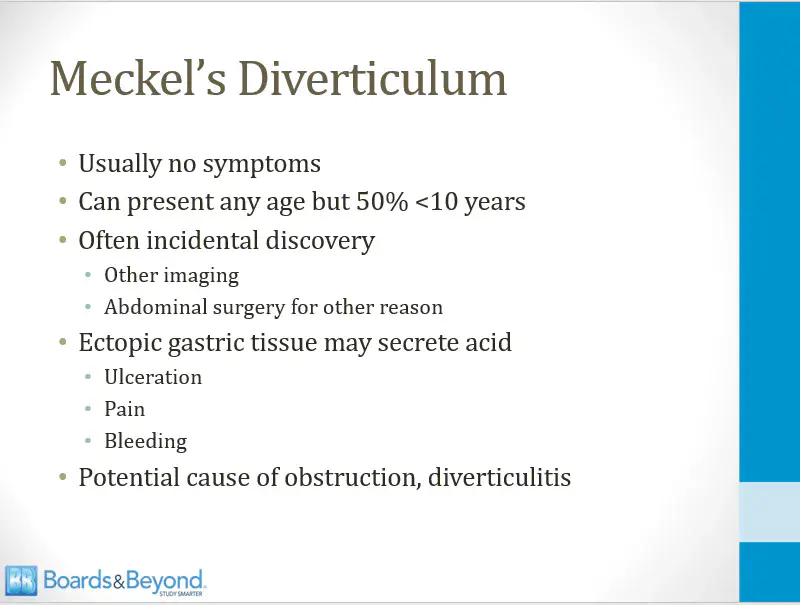 Meckel’s Diverticulum
• Usually no symptoms
• Can present any age but 50% <10 years
• Often incidental discovery
• Other imaging
• Abdominal surgery for other reason
• Ectopic gastric tissue may secrete acid
• Ulceration
• Pain
• Bleeding
• Potential cause of obstruction, diverticulitis
BB Boards&Beyond.
STUDY SMARTER